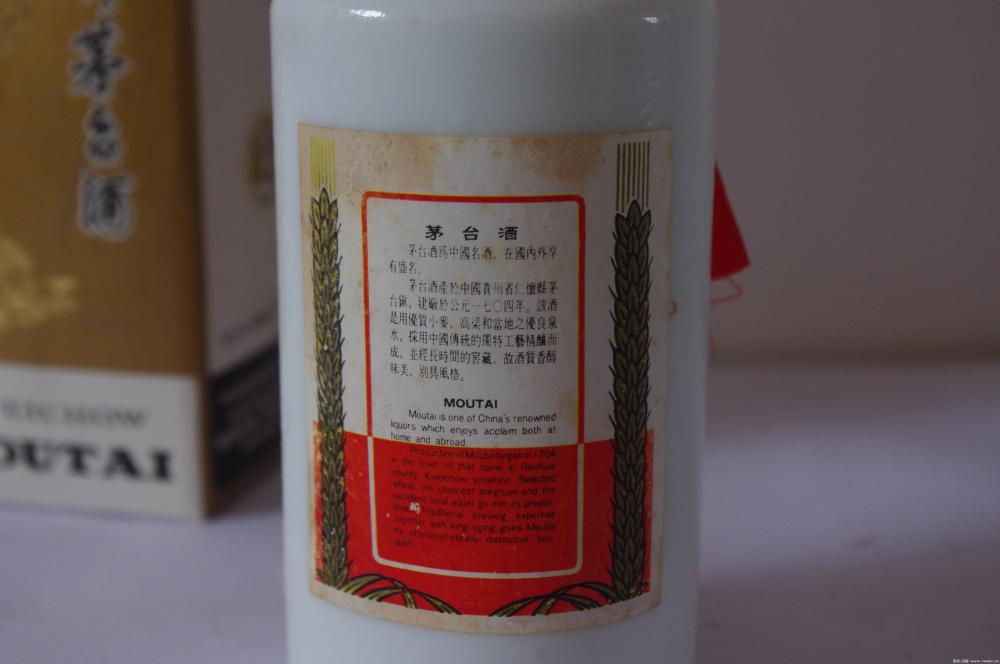 茅台酒
KWEICHOW
MOUTAI
茅台酒
茅台酒爲中國名酒，在國内外享
有盛名。
茅台酒產於中國貴州省仁懷縣茅
台鎮，建廠於公元一七〇四年。該酒
是用優質小麥、高梁和當地之優良泉
水，採用中國傳統的獨特工藝精釀而
成，並經長時間的窖藏，故酒質香醇
味美，别具風格。
MOUTAI
Moutai is one of China's renowned
liquors which enjoys acclaim both at
home and abroad.
Production of Moutai began in 1704
in the town of that name in Renhuai
county, Kweichow province. Selected
wheat, the choicest sorghum and the
excellent local water go into its prepar-
ation. Traditional brewing expertise
together with long aging gives Moutai
its characteristically distinctive bou-
quet.